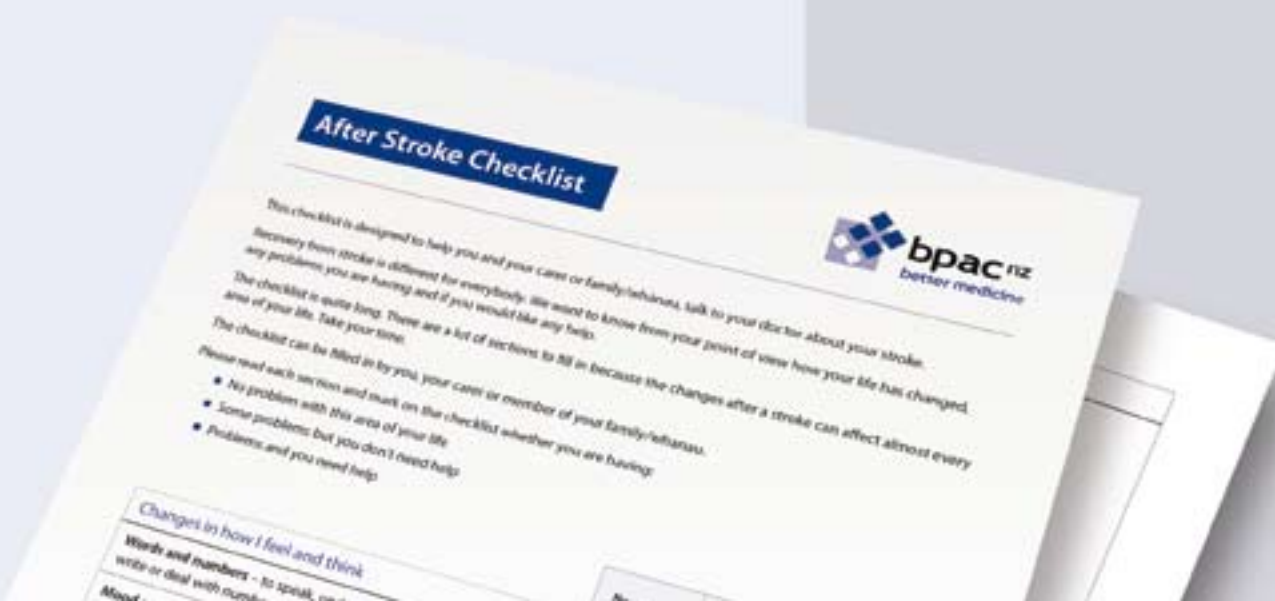 After Stroke Checklist
bpac nz
better medicine
This checklist is designed to help you and your carer or family/whānau, talk to your doctor about your stroke.
Recovery from stroke is different for everybody. We want to know from your point of view how your life has changed,
any problems you are having and if you would like any help.
The checklist is quite long. There are a lot of sections to fill in because the changes after a stroke can affect almost every
area of your life. Take your time.
The checklist can be filled in by you, your carer or member of your family/whānau.
Please read each section and mark on the checklist whether you are having:
• No problem with this area of your life
• Some problems but you don't need help
• Problems and you need help
Changes in how I feel and think
Words and numbers – to speak,
write or deal with
Mood